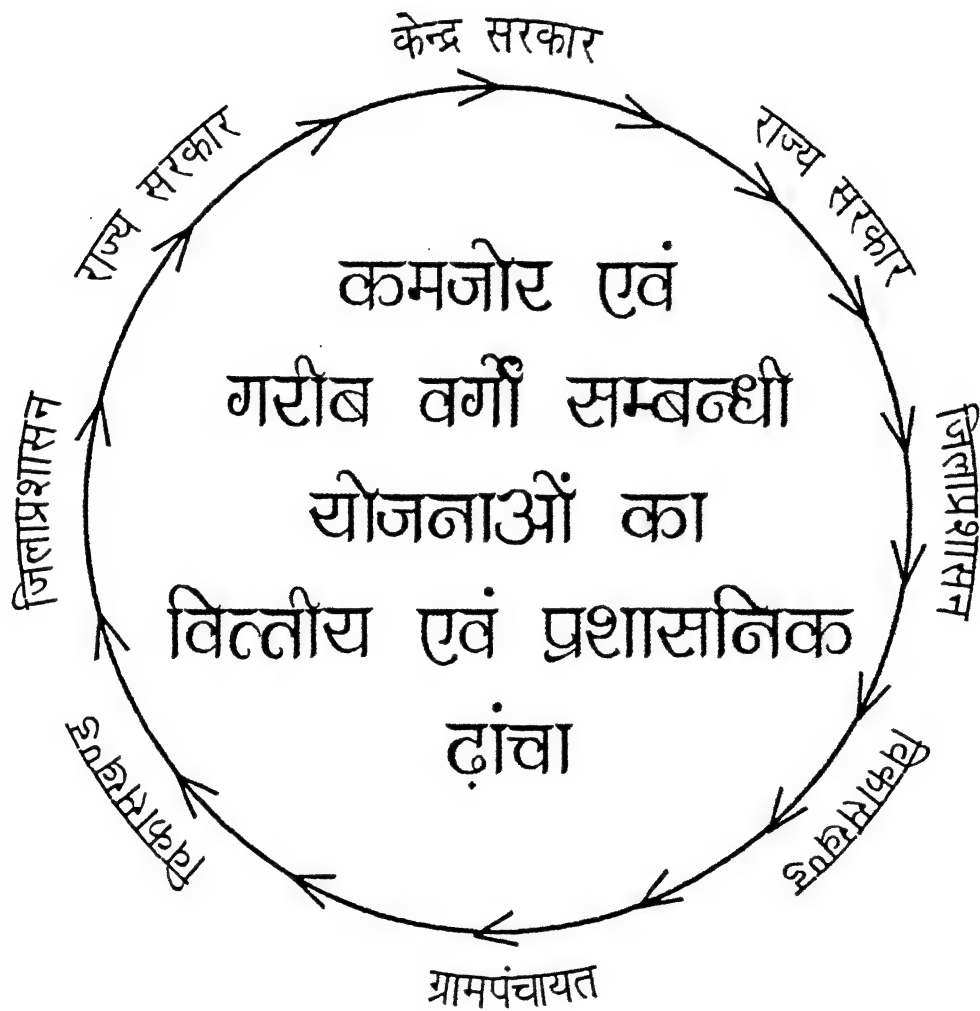 केन्द्र सरकार
राज्य सरकार
राज्य सरकार
कमजोर एवं
गरीब वर्गों सम्बन्धी
योजनाओं का
वित्तीय एवं प्रशासनिक
ढ़ांचा
जिलाप्रशासन
जिलाप्रशासन
विकासखण्ड
विकासखण्ड
ग्रामपंचायत